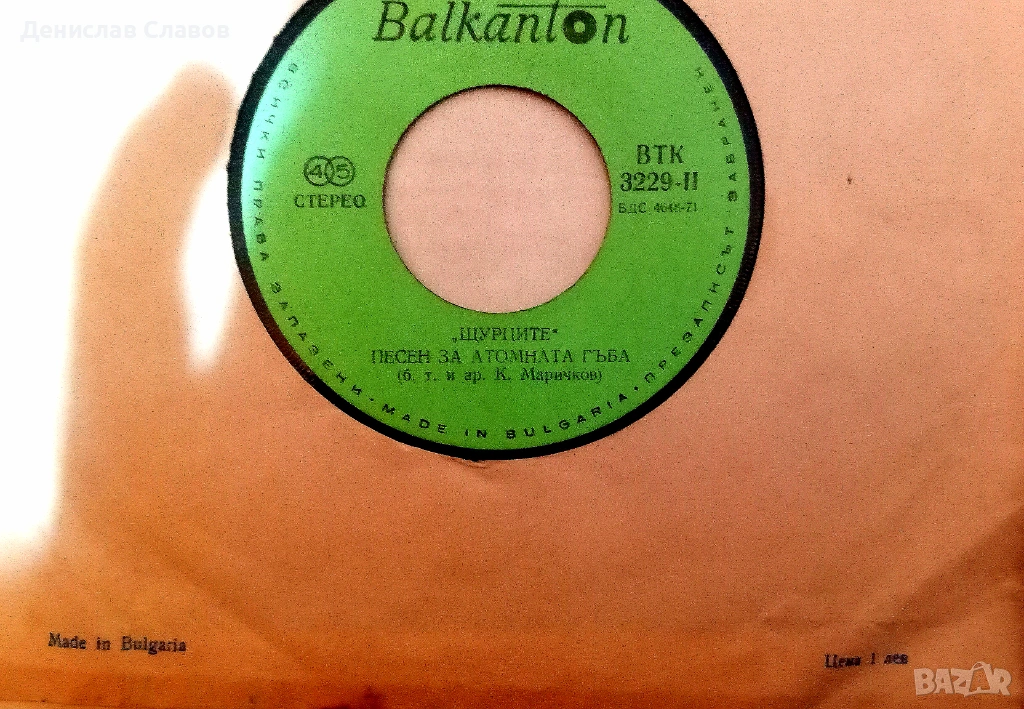 Денислав Славов
Balkanton
45
СТЕРЕО
ВТК
3229-II
БДС 4648-71
„ЩУРЦИТЕ“
ПЕСЕН ЗА АТОМНАТА ГЪБА
(б. т. и ар. К. Маричков)
ВСИЧКИ ПРАВА ЗАПАЗЕНИ · MADE IN BULGARIA · ПРЕЗАПИСЪТ ЗАБРАНЕН
Made in Bulgaria
Цена 1 лев
BAZAR